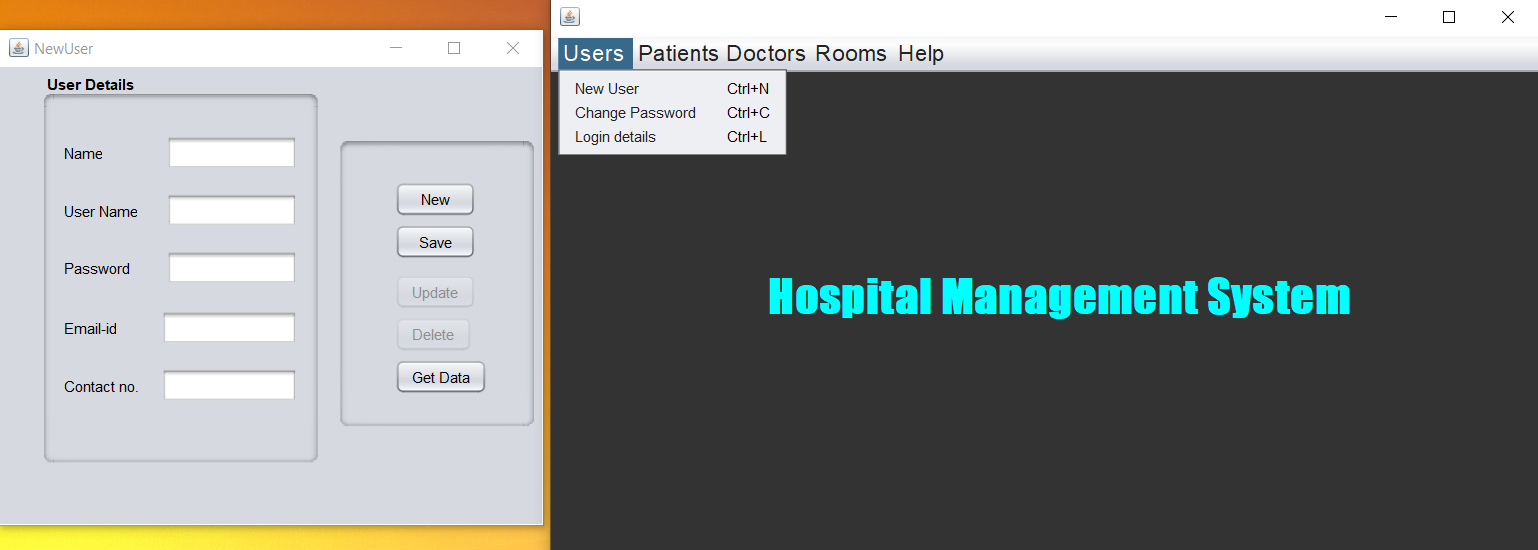 NewUser
User Details
Name
User Name
Password
Email-id
Contact no.
New
Save
Update
Delete
Get Data
Users Patients Doctors Rooms Help
New User Ctrl+N
Change Password Ctrl+C
Login details Ctrl+L
Hospital Management System